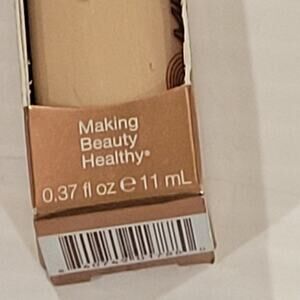 Making
Beauty
Healthy®
0.37 fl oz ℮ 11 mL